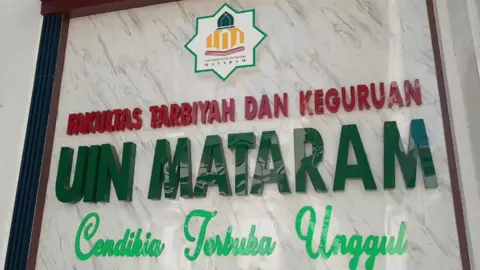 FAKULTAS TARBIYAH DAN KEGURUAN
UIN MATARAM
Cendikia Terbuka Unggul